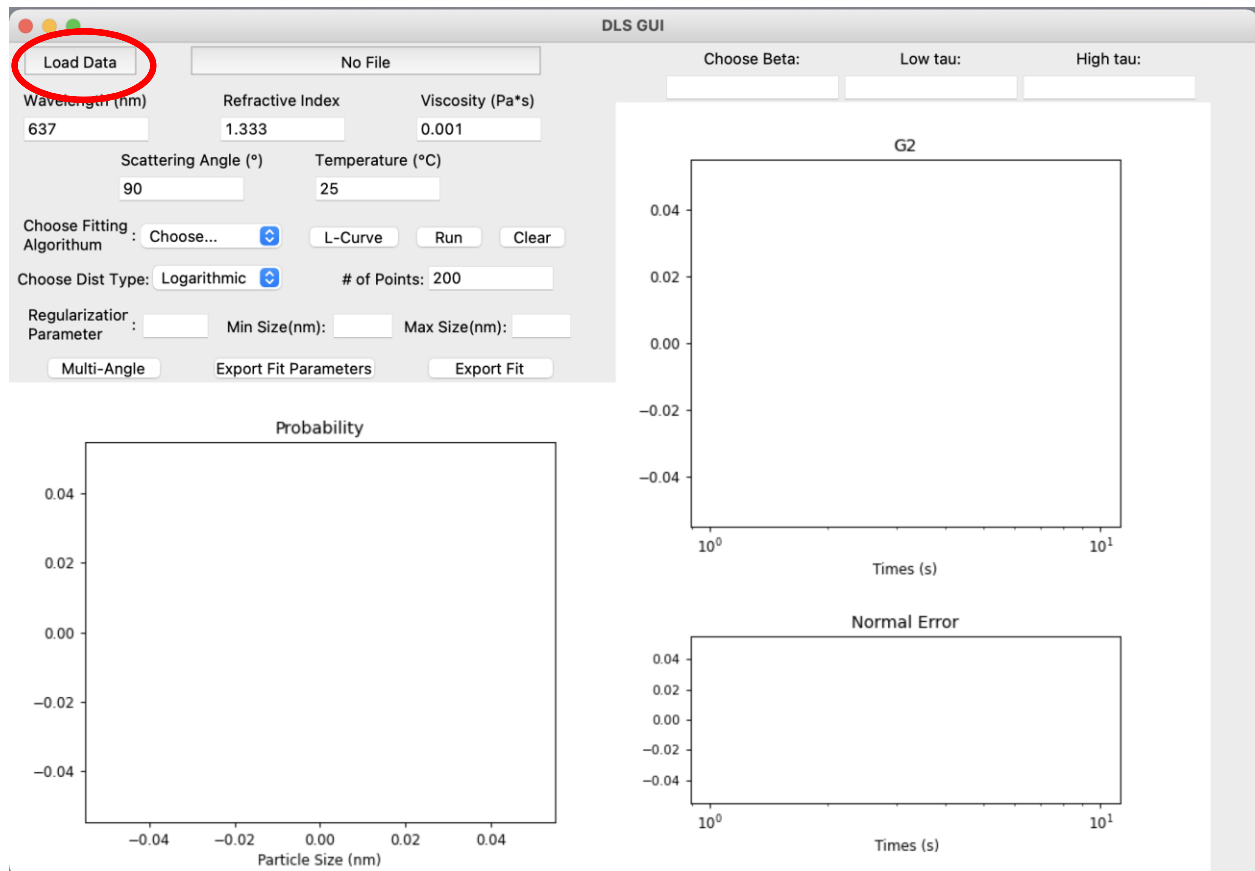 DLS GUI
Load Data
No File
Choose Beta:
Low tau:
High tau:
Wavelength (nm)
Refractive Index
Viscosity (Pa*s)
637
1.333
0.001
Scattering Angle (°)
Temperature (°C)
90
25
Choose Fitting
Algorithum :
Choose...
L-Curve
Run
Clear
Choose Dist Type:
Logarithmic
# of Points:
200
Regularizatior
Parameter :
Min Size(nm):
Max Size(nm):
Multi-Angle
Export Fit Parameters
Export Fit
G2
0.04
0.02
0.00
−0.02
−0.04
10⁰
10¹
Times (s)
Probability
0.04
0.02
0.00
−0.02
−0.04
−0.04
−0.02
0.00
0.02
0.04
Particle Size (nm)
Normal Error
0.04
0.02
0.00
−0.02
−0.04
10⁰
10¹
Times (s)